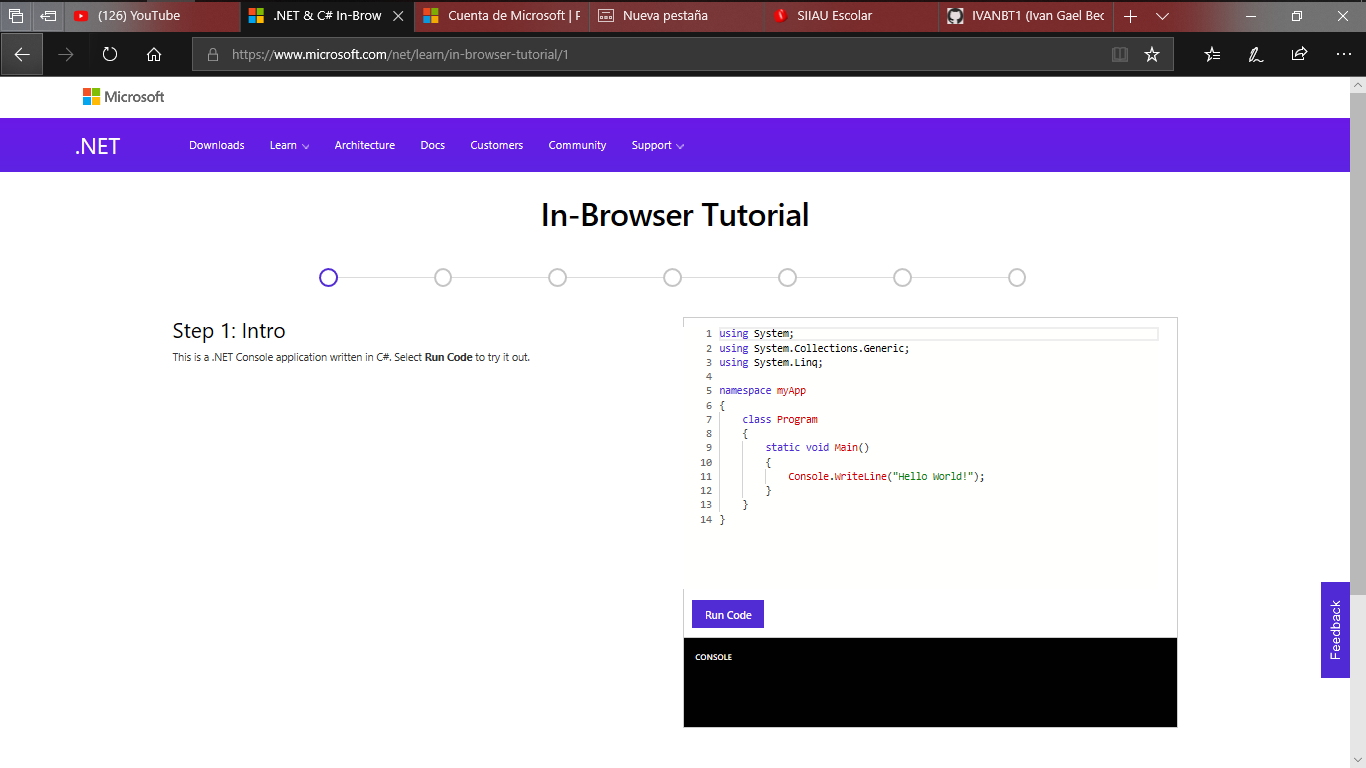 (126) YouTube
.NET & C# In-Brow
Cuenta de Microsoft | F
Nueva pestaña
SIIAU Escolar
IVANBT1 (Ivan Gael Bec
https://www.microsoft.com/net/learn/in-browser-tutorial/1
Microsoft
.NET
Downloads
Learn
Architecture
Docs
Customers
Community
Support
In-Browser Tutorial
Step 1: Intro
This is a .NET Console application written in C#. Select Run Code to try it out.
1 using System;
2 using System.Collections.Generic;
3 using System.Linq;
4
5 namespace myApp
6 {
7 class Program
8 {
9 static void Main()
10 {
11 Console.WriteLine("Hello World!");
12 }
13 }
14 }
Run Code
CONSOLE
Feedback